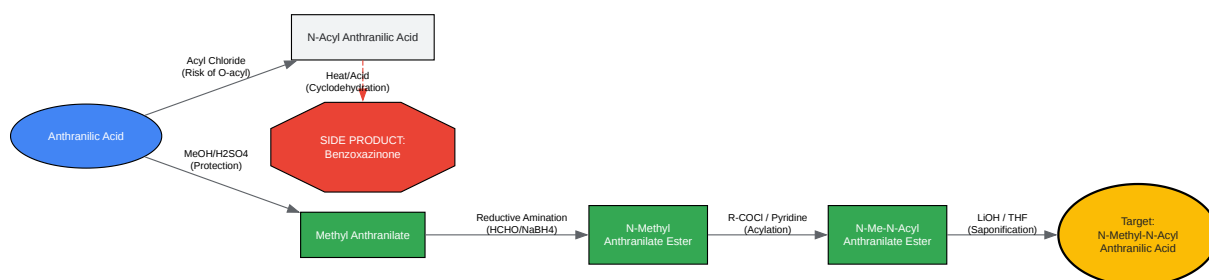 N-Acyl Anthranilic Acid
Acyl Chloride
(Risk of O-acyl)
Heat/Acid
(Cyclodehydration)
Anthranilic Acid
SIDE PRODUCT:
Benzoxazinone
MeOH/H2SO4
(Protection)
Methyl Anthranilate
Reductive Amination
(HCHO/NaBH4)
N-Methyl
Anthranilate Ester
R-COCl / Pyridine
(Acylation)
N-Me-N-Acyl
Anthranilate Ester
LiOH / THF
(Saponification)
Target:
N-Methyl-N-Acyl
Anthranilic Acid